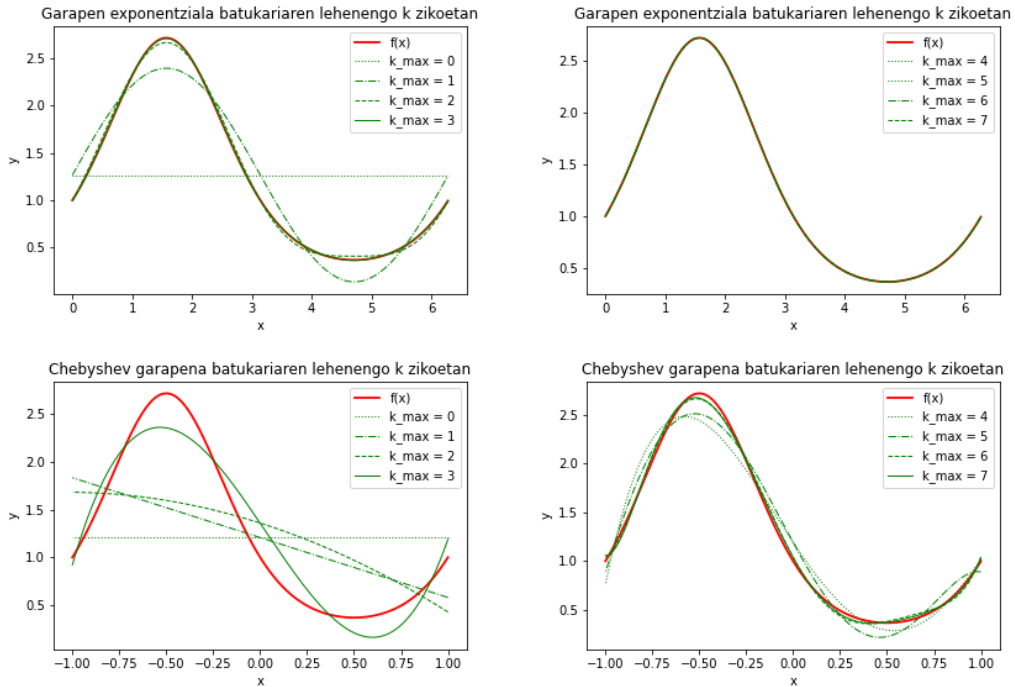 Garapen exponentziala batukariaren lehenengo k zikoetan
y
2.5
2.0
1.5
1.0
0.5
f(x)
k_max = 0
k_max = 1
k_max = 2
k_max = 3
0 1 2 3 4 5 6
x
Garapen exponentziala batukariaren lehenengo k zikoetan
y
2.5
2.0
1.5
1.0
0.5
f(x)
k_max = 4
k_max = 5
k_max = 6
k_max = 7
0 1 2 3 4 5 6
x
Chebyshev garapena batukariaren lehenengo k zikoetan
y
2.5
2.0
1.5
1.0
0.5
f(x)
k_max = 0
k_max = 1
k_max = 2
k_max = 3
−1.00 −0.75 −0.50 −0.25 0.00 0.25 0.50 0.75 1.00
x
Chebyshev garapena batukariaren lehenengo k zikoetan
y
2.5
2.0
1.5
1.0
0.5
f(x)
k_max = 4
k_max = 5
k_max = 6
k_max = 7
−1.00 −0.75 −0.50 −0.25 0.00 0.25 0.50 0.75 1.00
x